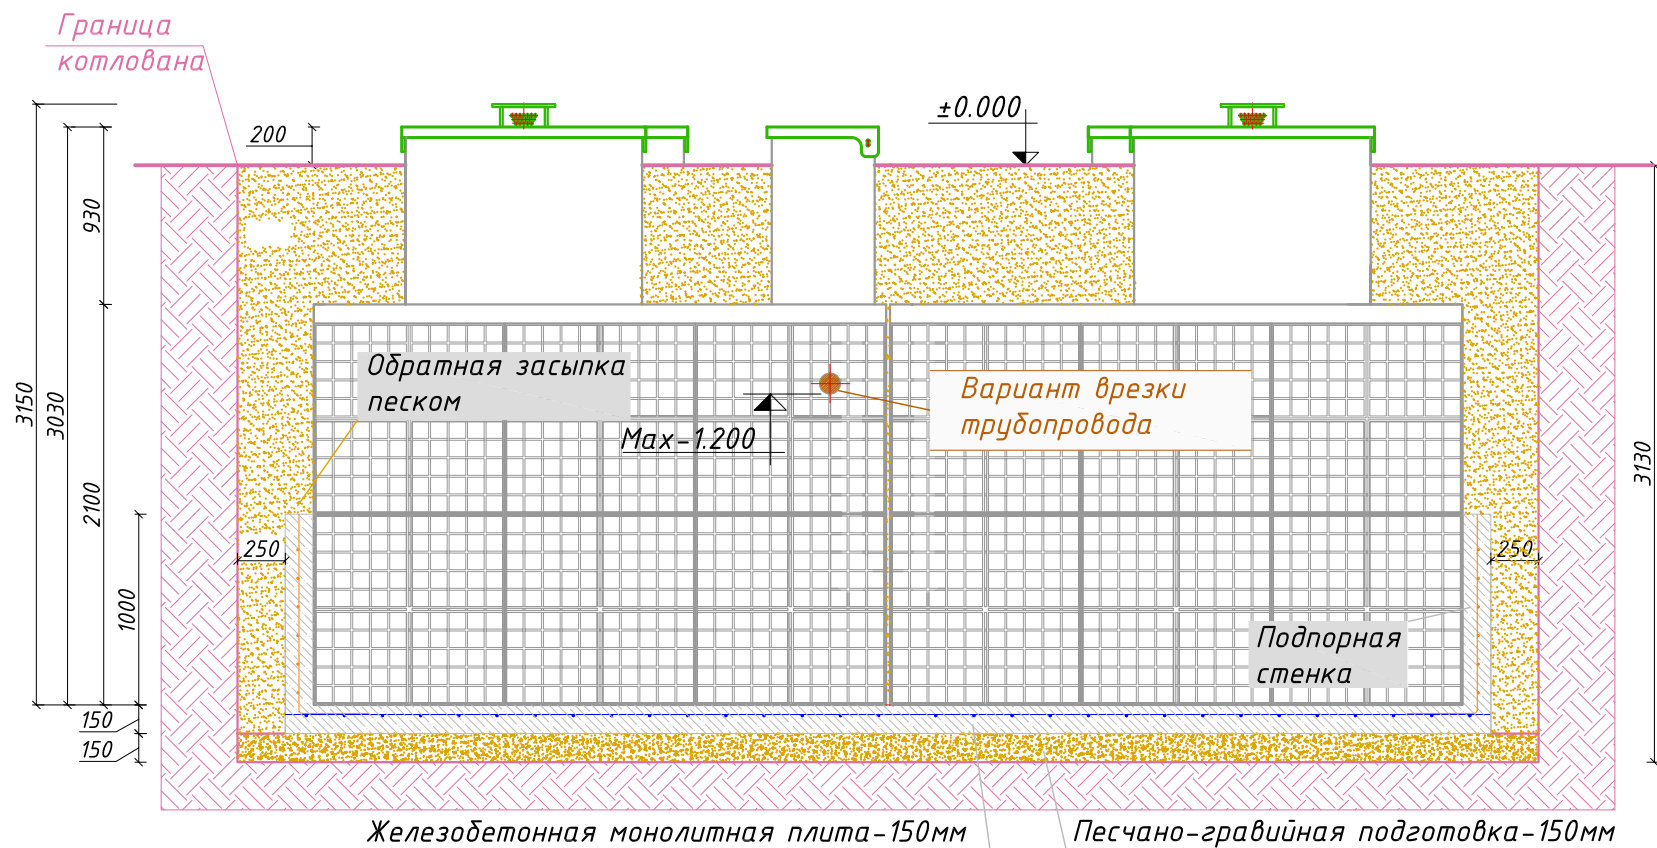 Граница
котлована
200
±0.000
930
3150
3030
2100
1000
Обратная засыпка
песком
Вариант врезки
трубопровода
Max-1.200
3130
250
250
Подпорная
стенка
150
150
Железобетонная монолитная плита-150мм
Песчано-гравийная подготовка-150мм